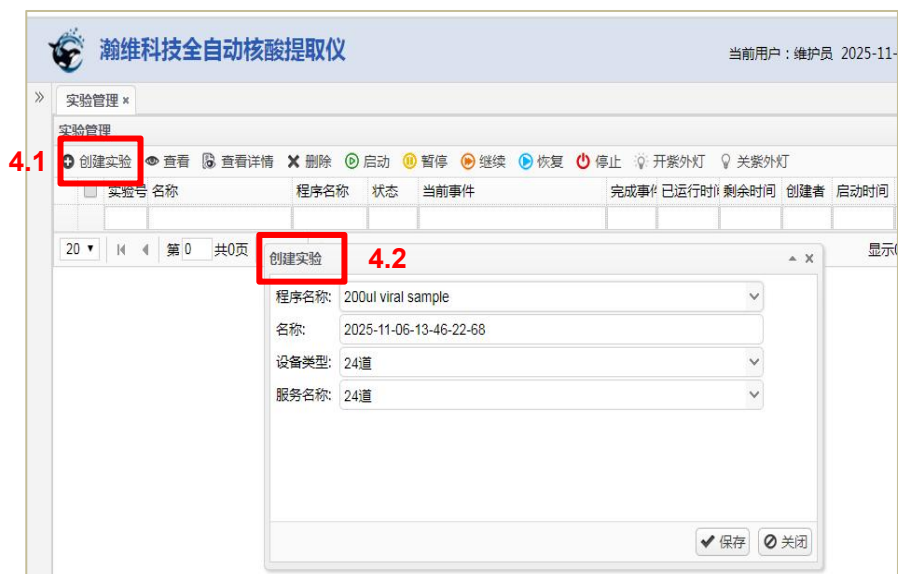 瀚维科技全自动核酸提取仪
当前用户：维护员 2025-11-
实验管理 ×
实验管理
4.1
创建实验 查看 查看详情 删除 启动 暂停 继续 恢复 停止 开紫外灯 关紫外灯
实验号 名称 程序名称 状态 当前事件 完成事件 已运行时间 剩余时间 创建者 启动时间
20 第 0 共0页 显示
创建实验 4.2
程序名称: 200ul viral sample
名称: 2025-11-06-13-46-22-68
设备类型: 24道
服务名称: 24道
保存 关闭